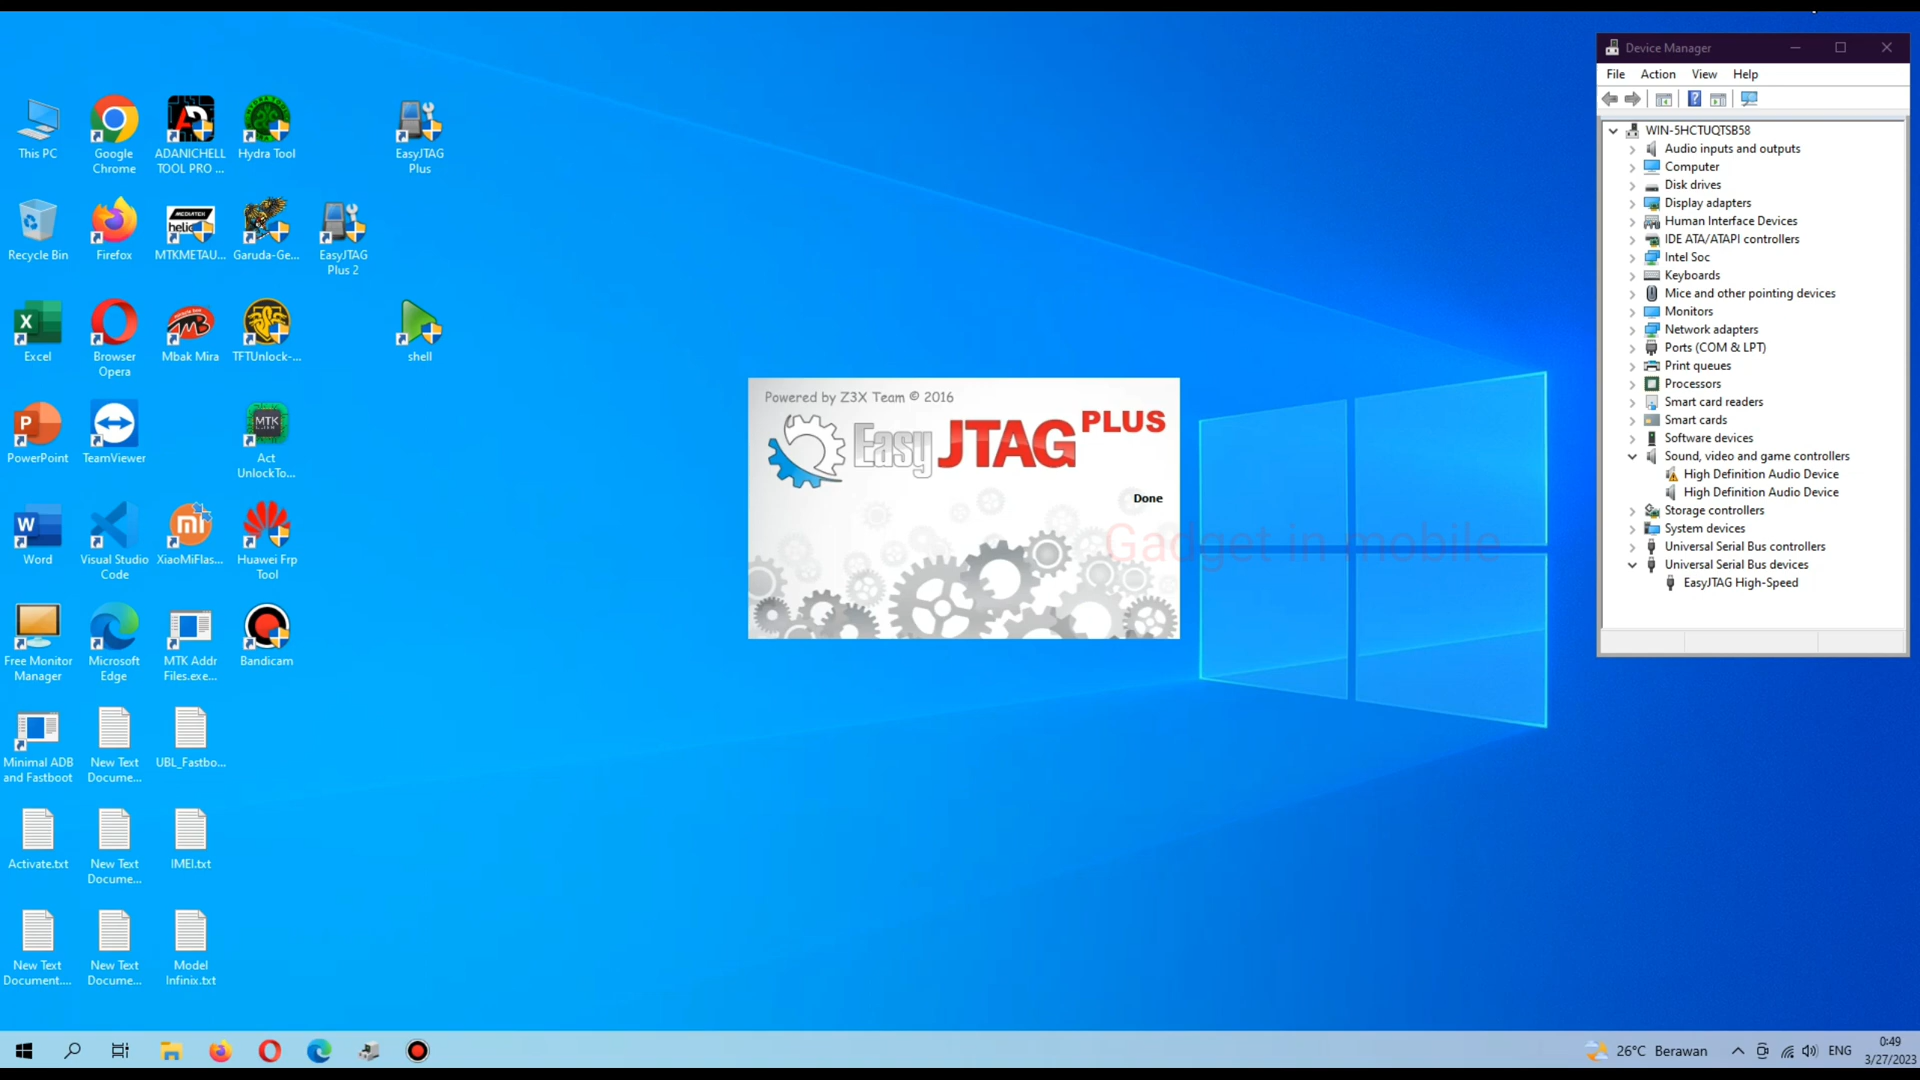 This PC
Google
Chrome
ADANICHELL
TOOL PRO ...
Hydra Tool
EasyJTAG
Plus
Recycle Bin
Firefox
MEDIATEK
helio
MTKMETAU...
Garuda-Ge...
EasyJTAG
Plus 2
Excel
Browser
Opera
Mbak Mira
TFTUnlock-...
shell
PowerPoint
TeamViewer
MTK
Act
UnlockTo...
Word
Visual Studio
Code
XiaoMiFlas...
Huawei Frp
Tool
Free Monitor
Manager
Microsoft
Edge
MTK Addr
Files.exe...
Bandicam
Minimal ADB
and Fastboot
New Text
Docume...
UBL_Fastbo...
Activate.txt
New Text
Docume...
IMEI.txt
New Text
Document....
New Text
Docume...
Model
Infinix.txt
Powered by Z3X Team © 2016
Easy JTAG PLUS
Done
Gadget in mobile
Device Manager
File Action View Help
WIN-5HCTUQTSB58
Audio inputs and outputs
Computer
Disk drives
Display adapters
Human Interface Devices
IDE ATA/ATAPI controllers
Intel Soc
Keyboards
Mice and other pointing devices
Monitors
Network adapters
Ports (COM & LPT)
Print queues
Processors
Smart card readers
Smart cards
Software devices
Sound, video and game controllers
High Definition Audio Device
High Definition Audio Device
Storage controllers
System devices
Universal Serial Bus controllers
Universal Serial Bus devices
EasyJTAG High-Speed
26°C Berawan
ENG
0:49
3/27/2023